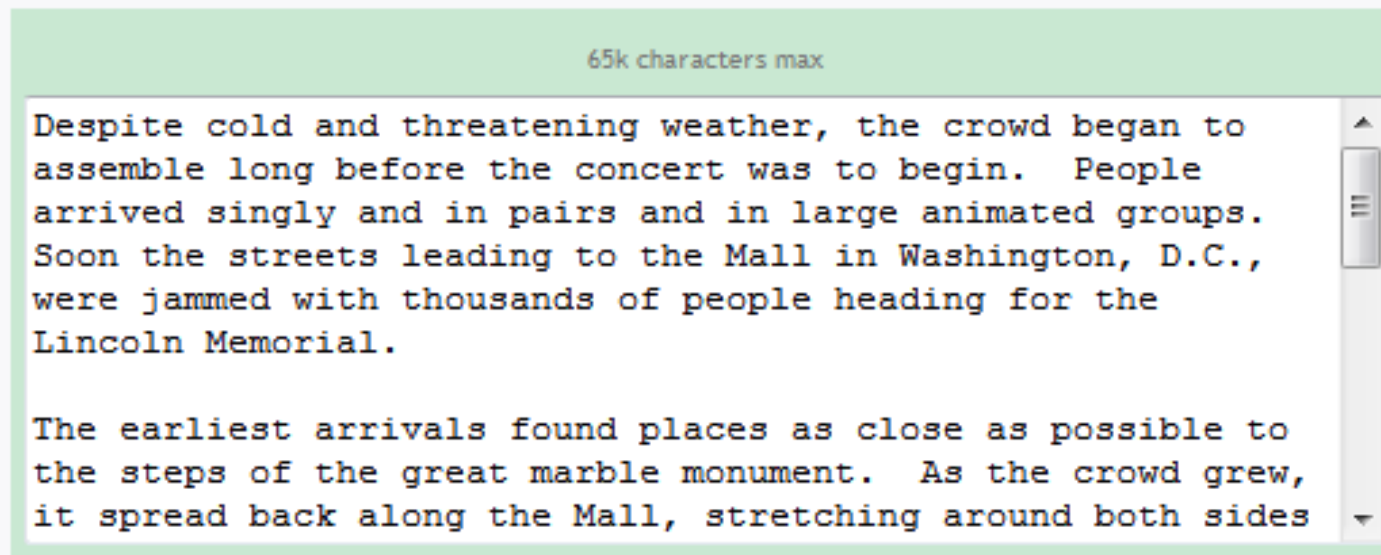 65k characters max
Despite cold and threatening weather, the crowd began to
assemble long before the concert was to begin.  People
arrived singly and in pairs and in large animated groups.
Soon the streets leading to the Mall in Washington, D.C.,
were jammed with thousands of people heading for the
Lincoln Memorial.

The earliest arrivals found places as close as possible to
the steps of the great marble monument.  As the crowd grew,
it spread back along the Mall, stretching around both sides